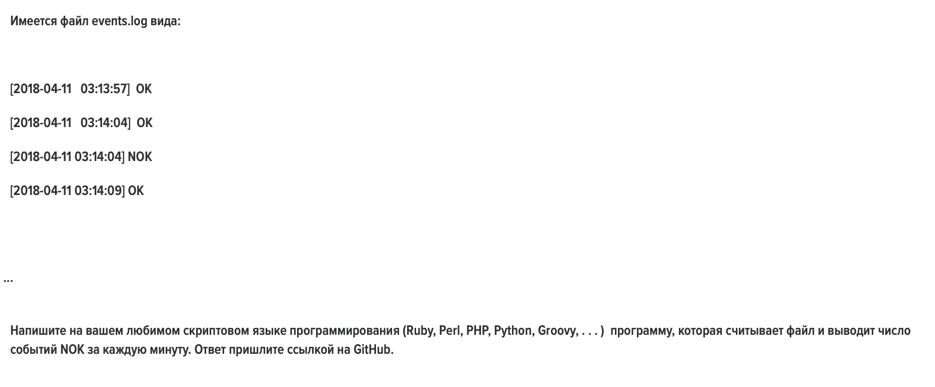 Имеется файл events.log вида:
[2018-04-11   03:13:57]  OK
[2018-04-11   03:14:04]  OK
[2018-04-11 03:14:04] NOK
[2018-04-11 03:14:09] OK
...
Напишите на вашем любимом скриптовом языке программирования (Ruby, Perl, PHP, Python, Groovy, . . . )  программу, которая считывает файл и выводит число
событий NOK за каждую минуту. Ответ пришлите ссылкой на GitHub.